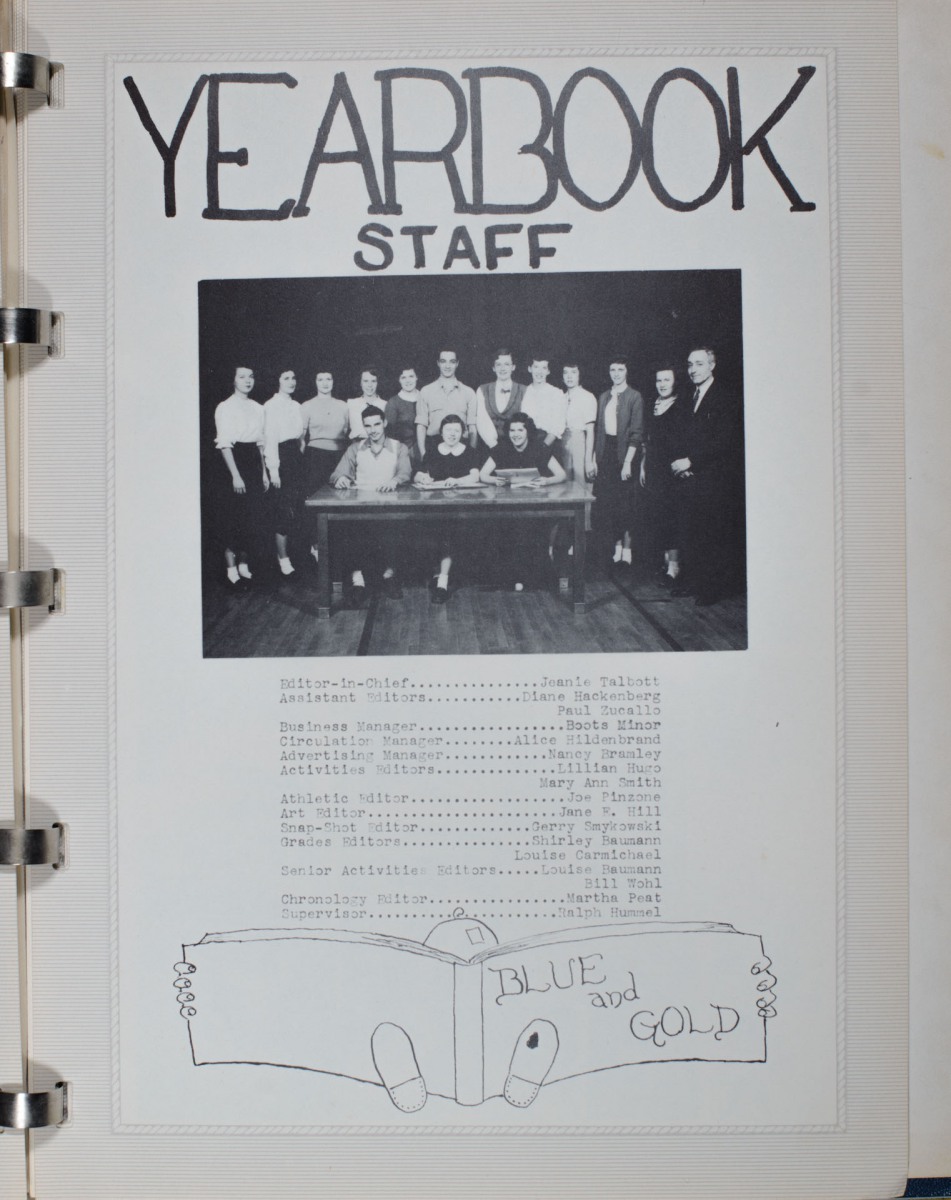 YEARBOOK
STAFF
Editor-in-Chief...............Jeanie Talbott
Assistant Editors...........Diane Hackenberg
Paul Zucallo
Business Manager.................Boots Minor
Circulation Manager........Alice Hildenbrand
Advertising Manager............Nancy Bramley
Activities Editors..............Lillian Hugo
Mary Ann Smith
Athletic Editor..................Joe Pinzone
Art Editor......................Jane E. Hill
Snap-Shot Editor.............Gerry Smykowski
Grades Editors...............Shirley Baumann
Louise Carmichael
Senior Activities Editors.....Louise Baumann
Bill Wohl
Chronology Editor................Martha Peat
Supervisor......................Ralph Hummel
BLUE
and
GOLD